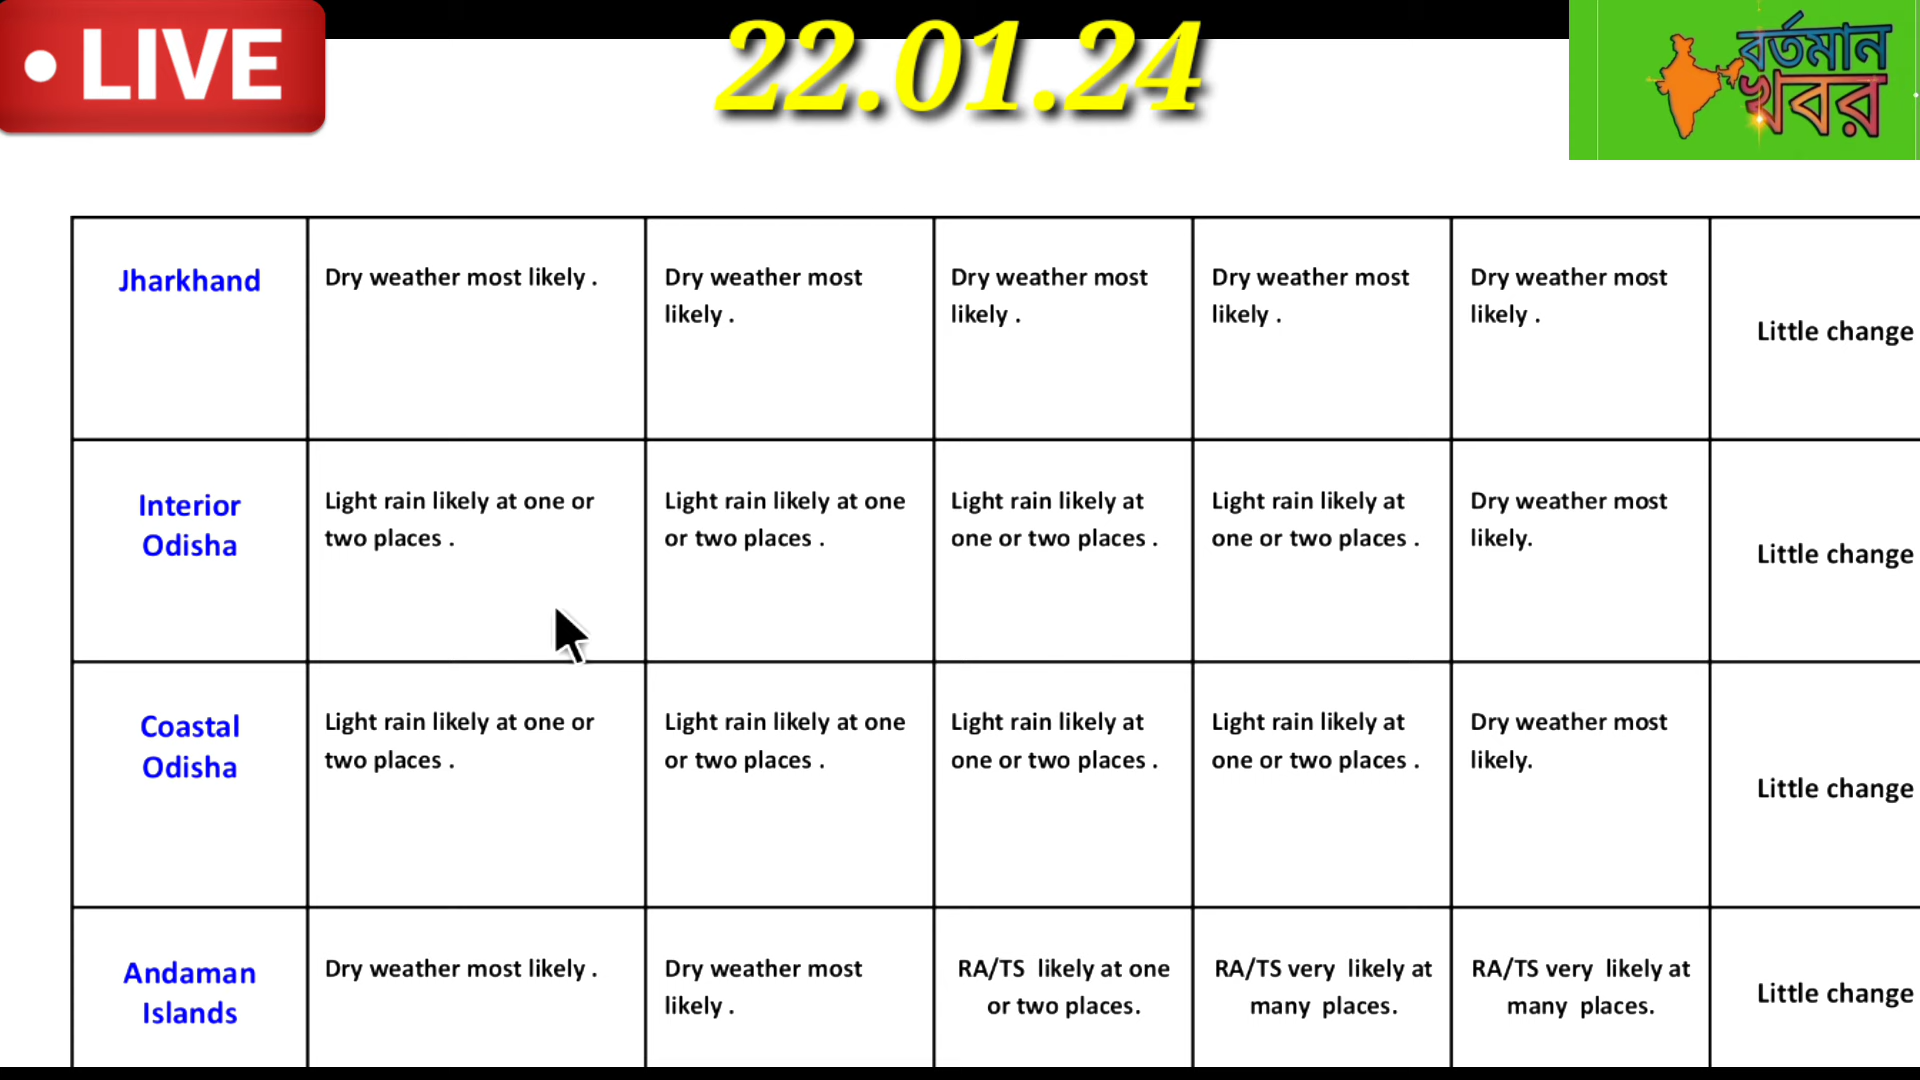 LIVE
22.01.24
বর্তমান
খবর
Jharkhand
Dry weather most likely .
Dry weather most
likely .
Dry weather most
likely .
Dry weather most
likely .
Dry weather most
likely .
Little change
Interior
Odisha
Light rain likely at one or
two places .
Light rain likely at one
or two places .
Light rain likely at
one or two places .
Light rain likely at
one or two places .
Dry weather most
likely.
Little change
Coastal
Odisha
Light rain likely at one or
two places .
Light rain likely at one
or two places .
Light rain likely at
one or two places .
Light rain likely at
one or two places .
Dry weather most
likely.
Little change
Andaman
Islands
Dry weather most likely .
Dry weather most
likely .
RA/TS likely at one
or two places.
RA/TS very likely at
many places.
RA/TS very likely at
many places.
Little change